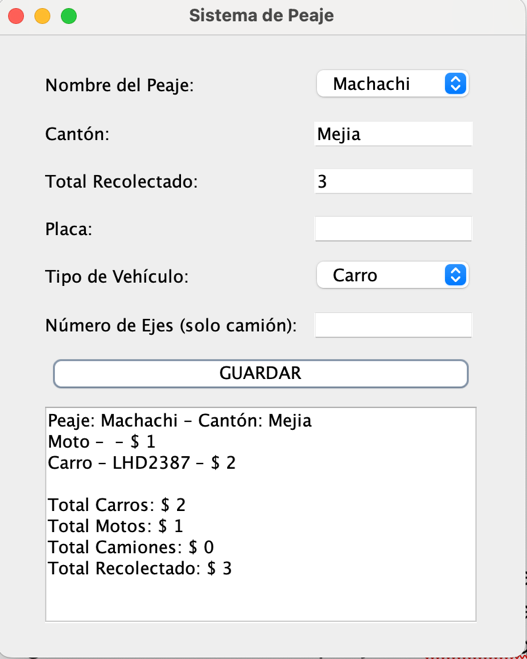 Sistema de Peaje
Nombre del Peaje: Machachi
Cantón: Mejia
Total Recolectado: 3
Placa:
Tipo de Vehículo: Carro
Número de Ejes (solo camión):
GUARDAR
Peaje: Machachi - Cantón: Mejia
Moto -  - $ 1
Carro - LHD2387 - $ 2
Total Carros: $ 2
Total Motos: $ 1
Total Camiones: $ 0
Total Recolectado: $ 3